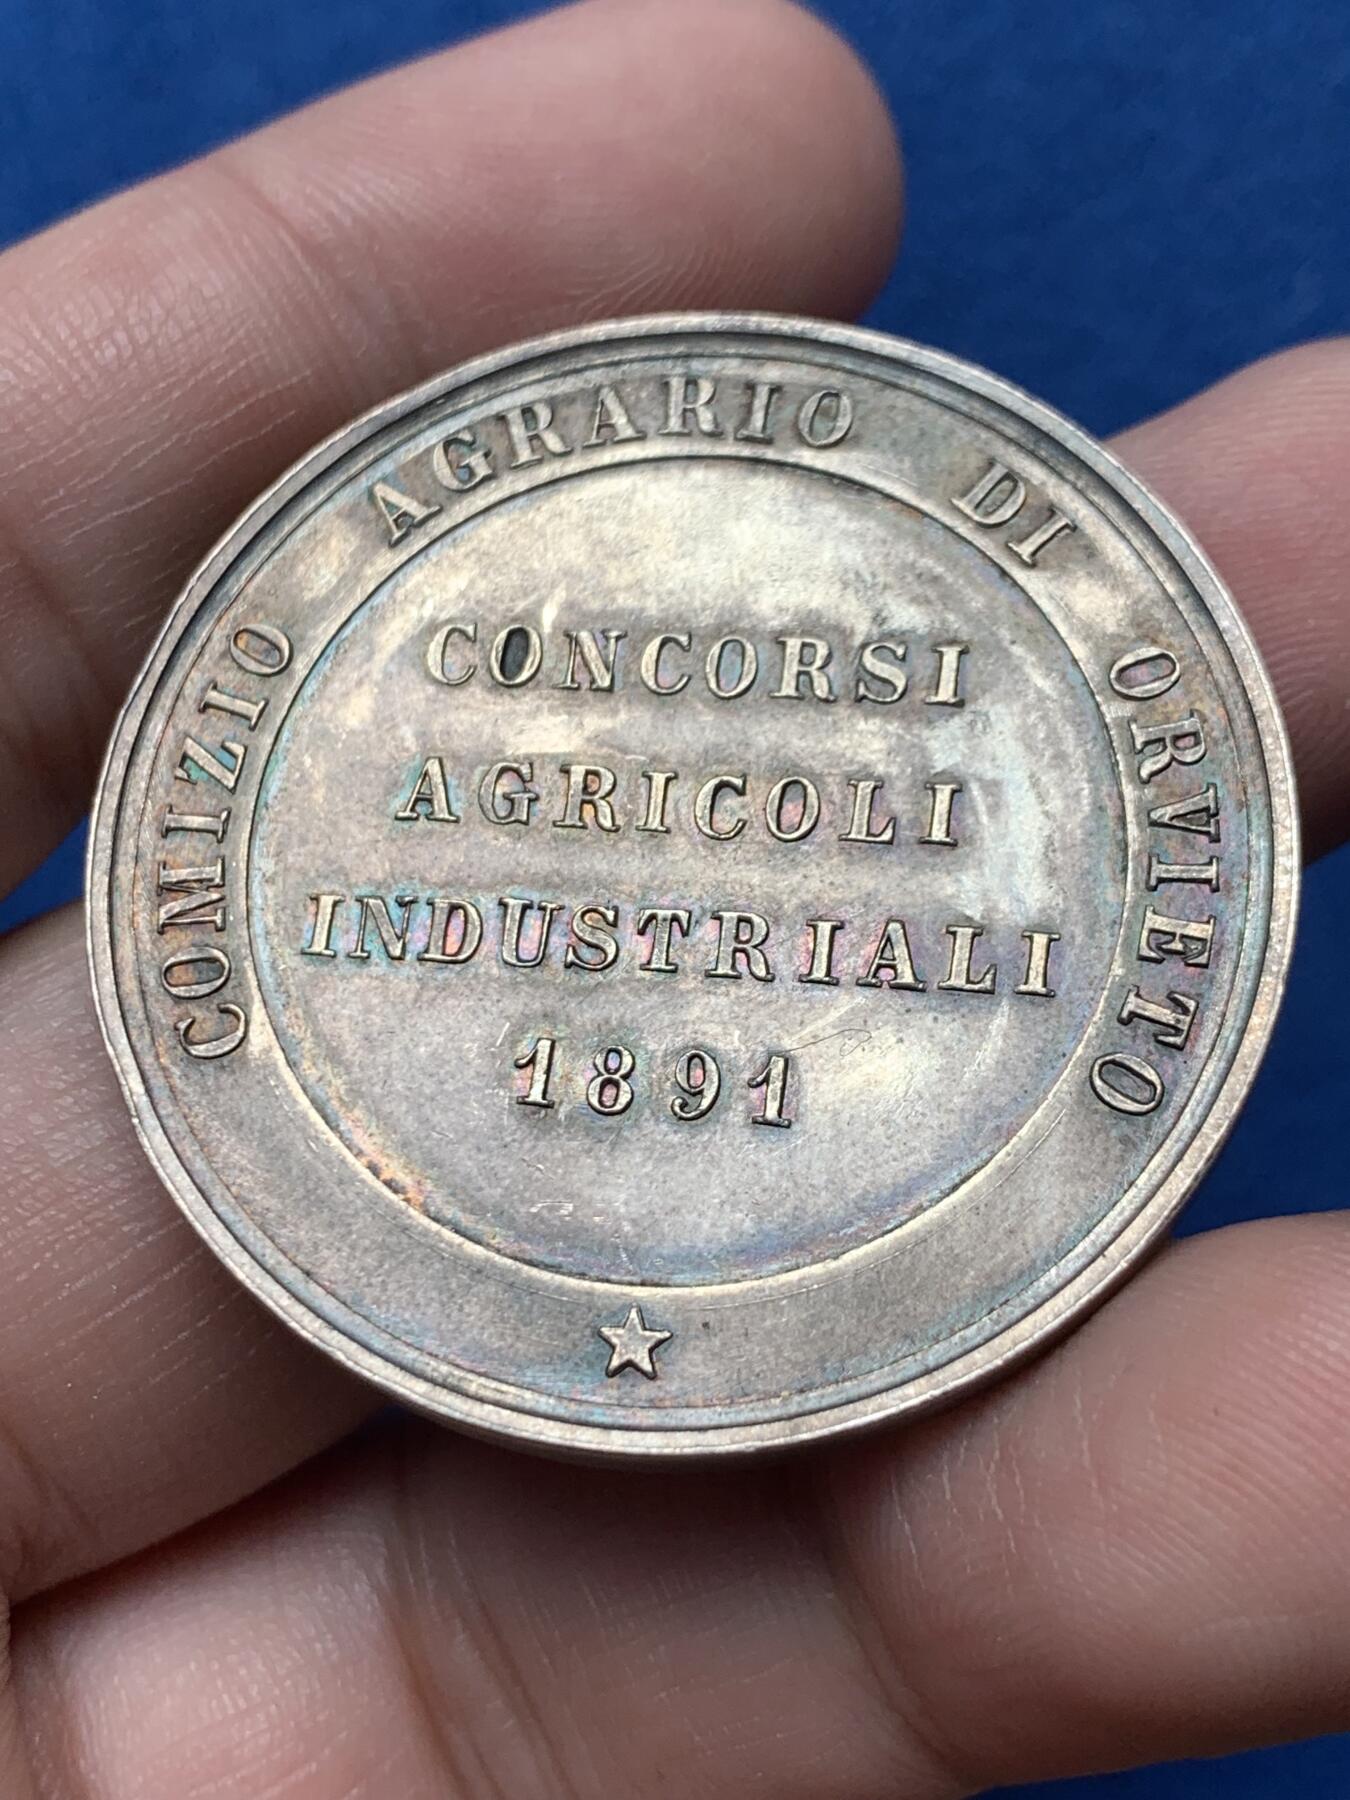 COMIZIO AGRARIO DI ORVIETO
CONCORSI
AGRICOLI
INDUSTRIALI
1891